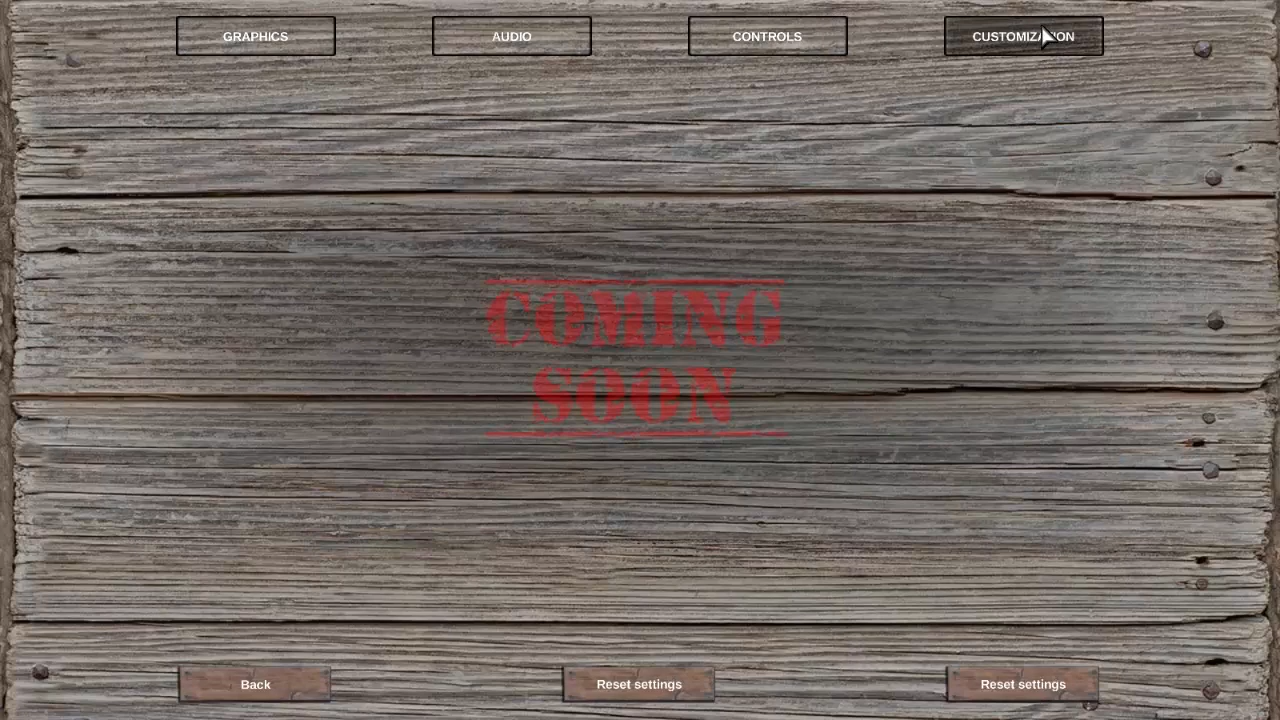 GRAPHICS
AUDIO
CONTROLS
CUSTOMIZATION
COMING
SOON
Back
Reset settings
Reset settings